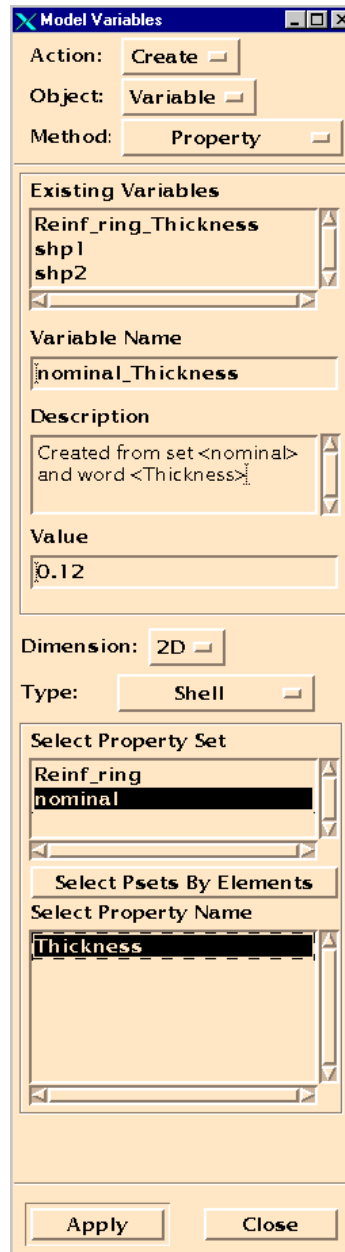 Model Variables
Action: Create
Object: Variable
Method: Property
Existing Variables
Reinf_ring_Thickness
shp1
shp2
Variable Name
nominal_Thickness
Description
Created from set <nominal>
and word <Thickness>
Value
0.12
Dimension: 2D
Type: Shell
Select Property Set
Reinf_ring
nominal
Select Psets By Elements
Select Property Name
Thickness
Apply Close